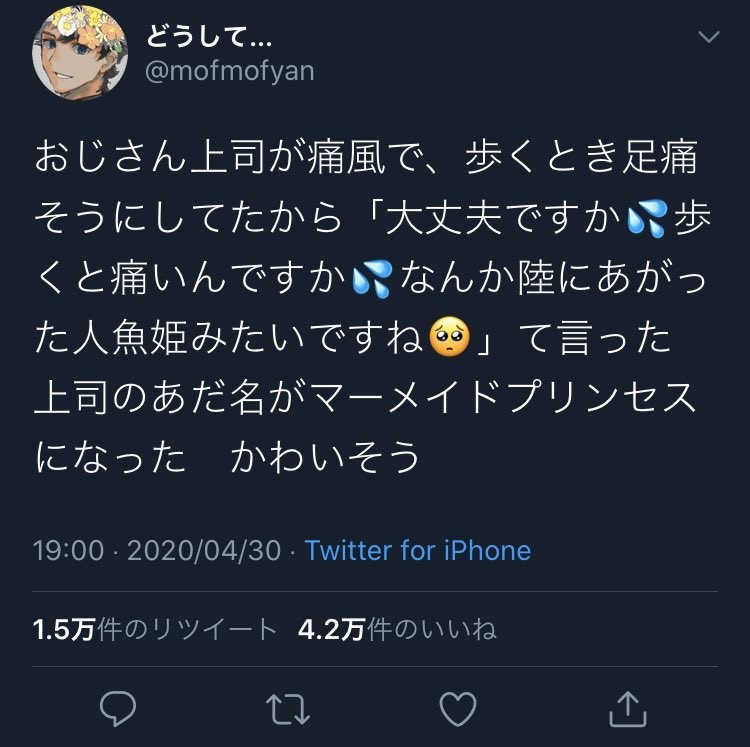 どうして...
@mofmofyan
おじさん上司が痛風で、歩くとき足痛
そうにしてたから「大丈夫ですか💦歩
くと痛いんですか💦なんか陸にあがっ
た人魚姫みたいですね🥺」て言った
上司のあだ名がマーメイドプリンセス
になった　かわいそう
19:00 · 2020/04/30 · Twitter for iPhone
1.5万件のリツイート 4.2万件のいいね